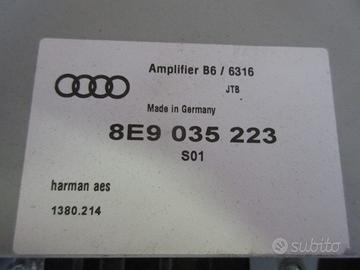 Amplifier B6 / 6316
JTB
Made in Germany
8E9 035 223
S01
harman aes
1380.214
subito